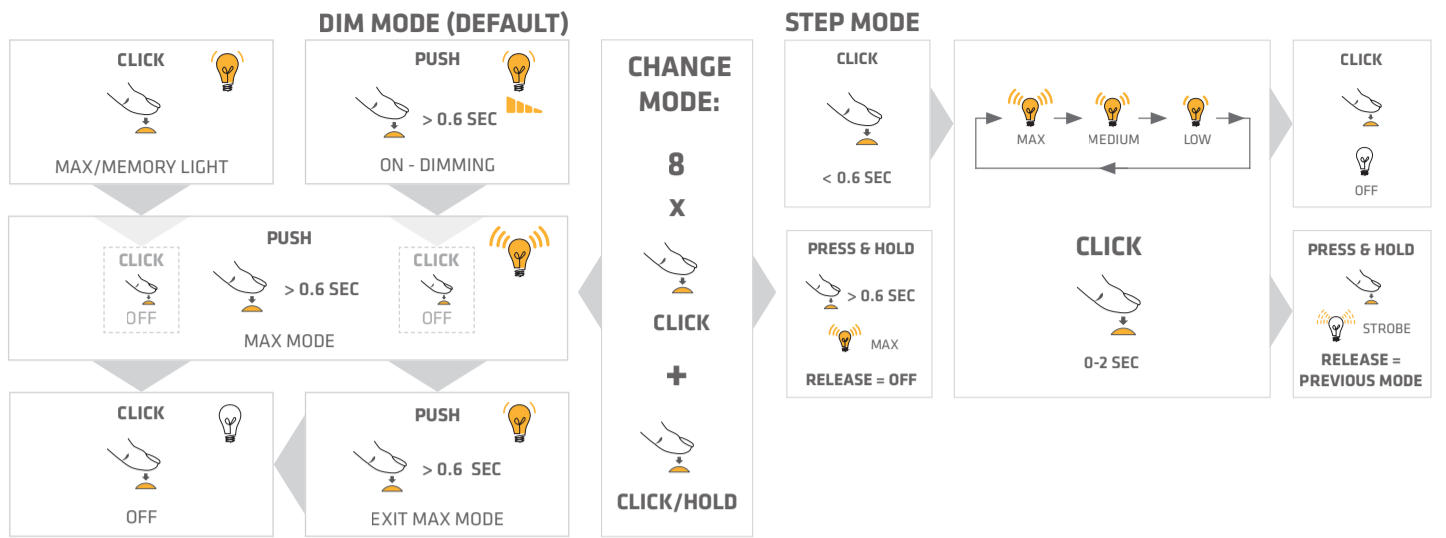 DIM MODE (DEFAULT)
CLICK
MAX/MEMORY LIGHT
PUSH
> 0.6 SEC
ON - DIMMING
PUSH
CLICK
OFF
> 0.6 SEC
CLICK
OFF
MAX MODE
CLICK
OFF
PUSH
> 0.6 SEC
EXIT MAX MODE
CHANGE
MODE:
8
x
CLICK
+
CLICK/HOLD
STEP MODE
CLICK
< 0.6 SEC
MAX
MEDIUM
LOW
CLICK
OFF
PRESS & HOLD
> 0.6 SEC
MAX
RELEASE = OFF
CLICK
0-2 SEC
PRESS & HOLD
STROBE
RELEASE =
PREVIOUS MODE